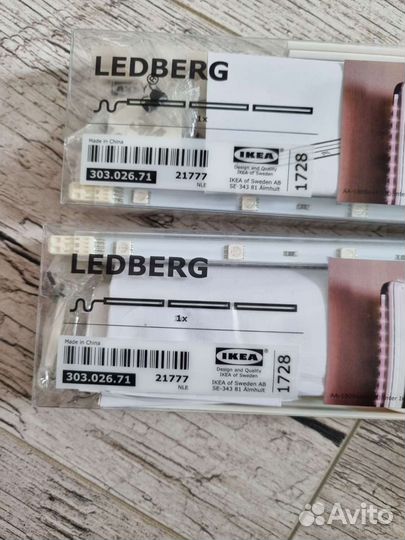 LEDBERG
1x
Made in China
303.026.71
21777
NLE
IKEA
Design and Quality
IKEA of Sweden
IKEA of Sweden AB
SE-343 81 Älmhult
1728
LEDBERG
1x
Made in China
303.026.71
21777
NLE
IKEA
Design and Quality
IKEA of Sweden
IKEA of Sweden AB
SE-343 81 Älmhult
1728
Avito